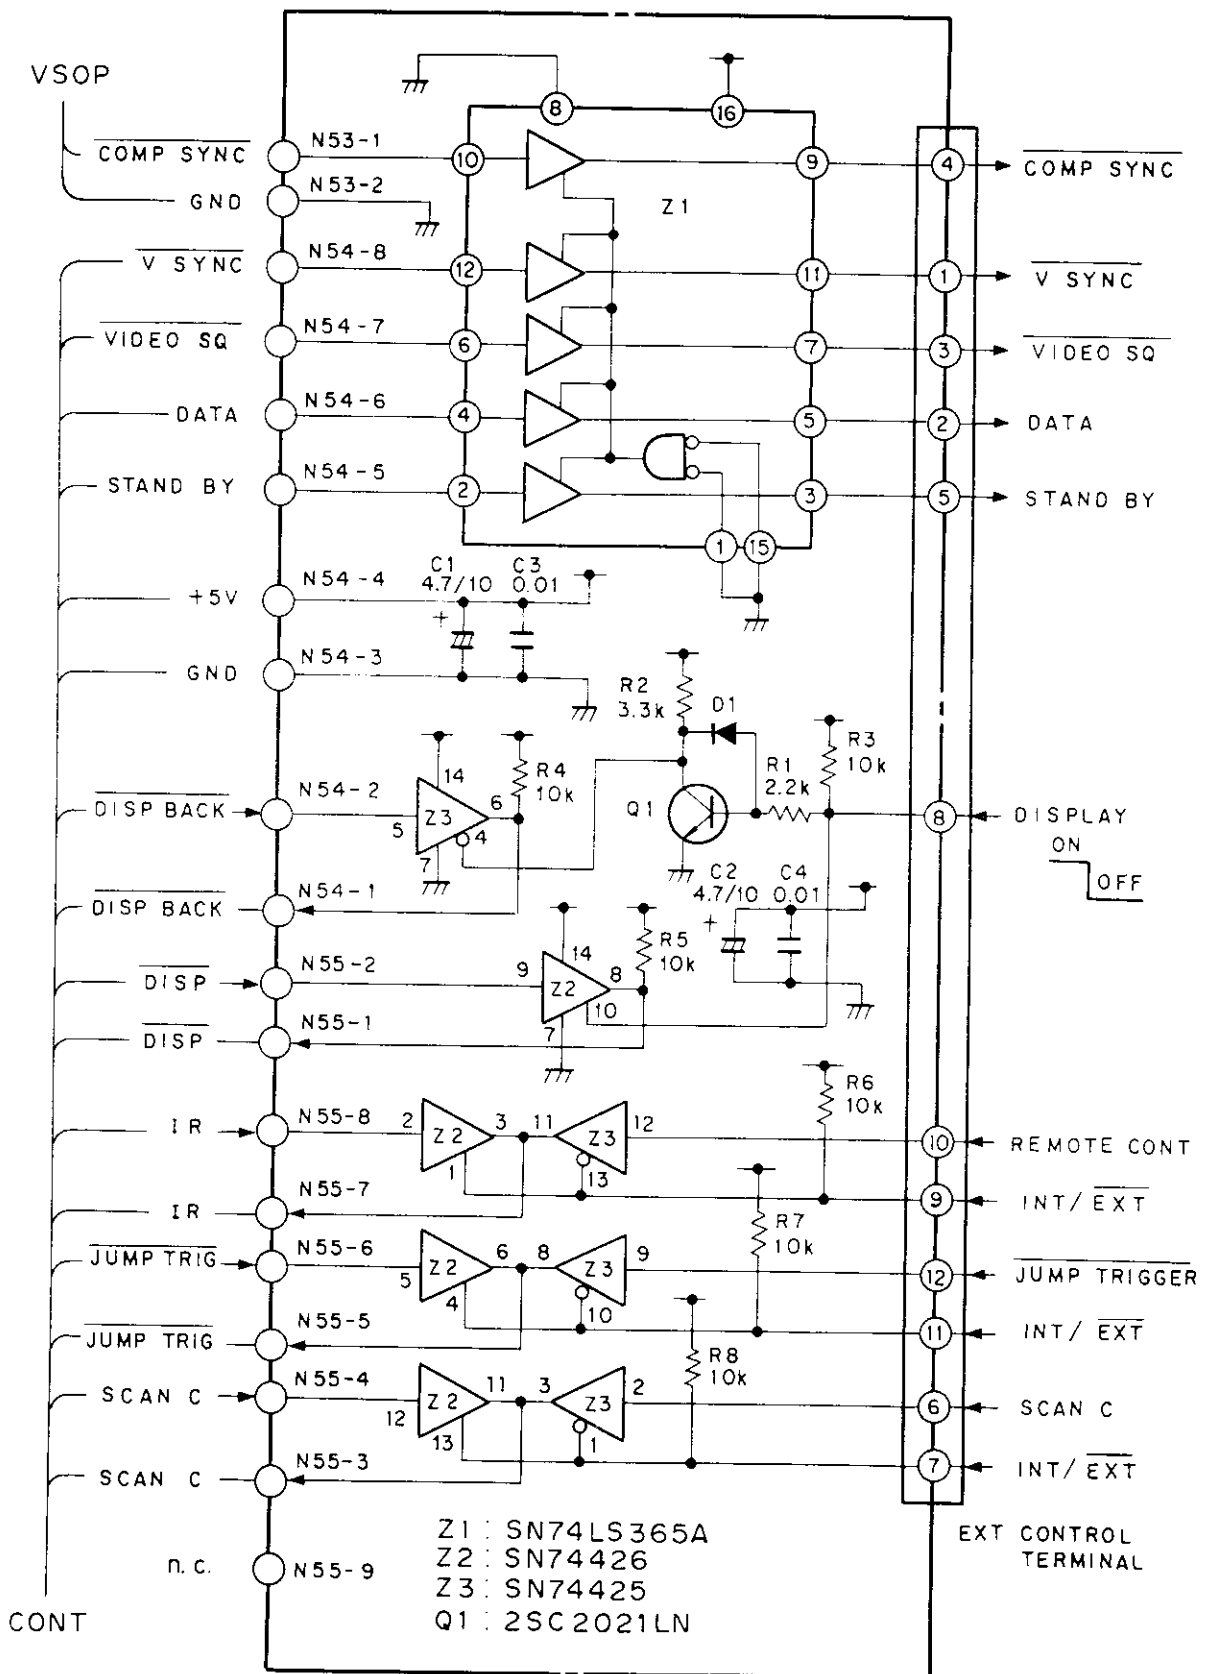 VSOP
8
16
COMP SYNC
N53-1
10
9
4
COMP SYNC
GND
N53-2
Z1
V SYNC
N54-8
12
11
1
V SYNC
VIDEO SQ
N54-7
6
7
3
VIDEO SQ
DATA
N54-6
4
5
2
DATA
STAND BY
N54-5
2
3
5
STAND BY
1
15
+5V
N54-4
C1
4.7/10
+
C3
0.01
GND
N54-3
R2
3.3k
D1
R3
10k
R1
2.2k
Q1
DISP BACK
N54-2
5
Z3
14
6
4
7
R4
10k
8
DISPLAY
ON
OFF
DISP BACK
N54-1
C2
4.7/10
+
C4
0.01
DISP
N55-2
9
Z2
14
8
10
7
R5
10k
DISP
N55-1
R6
10k
IR
N55-8
2
Z2
3
1
11
Z3
12
13
10
REMOTE CONT
IR
N55-7
9
INT/EXT
R7
10k
JUMP TRIG
N55-6
5
Z2
6
4
8
Z3
9
10
12
JUMP TRIGGER
JUMP TRIG
N55-5
11
INT/EXT
R8
10k
SCAN C
N55-4
12
Z2
11
13
3
Z3
2
1
6
SCAN C
SCAN C
N55-3
7
INT/EXT
Z1 : SN74LS365A
Z2 : SN74426
Z3 : SN74425
Q1 : 2SC2021LN
EXT CONTROL
TERMINAL
n.c.
N55-9
CONT